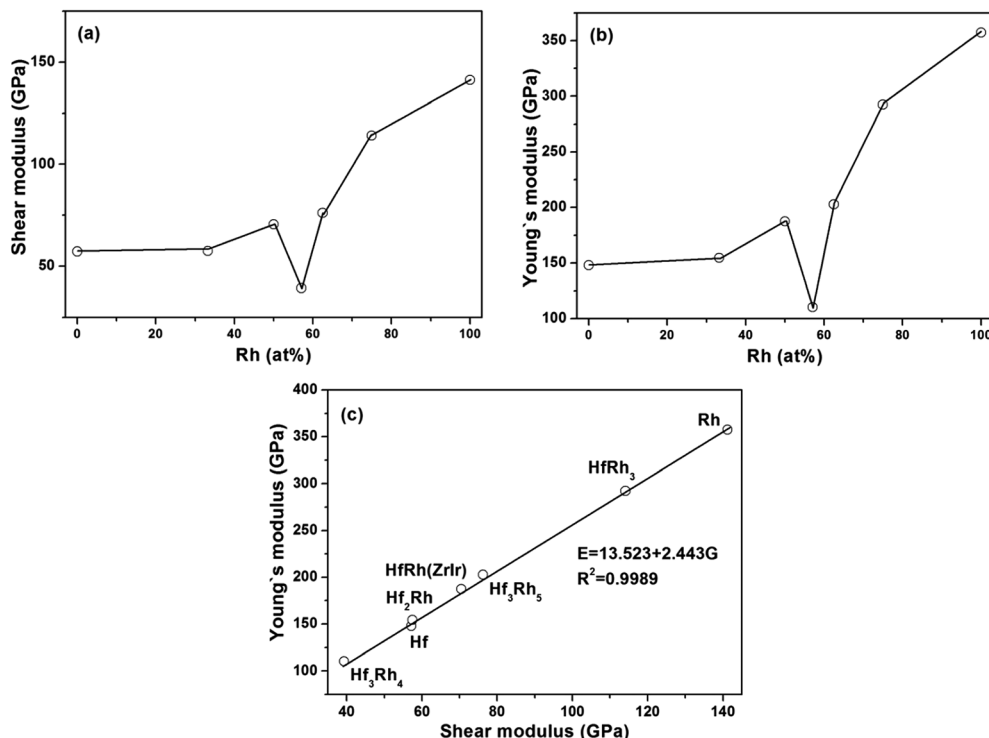 (a)
Shear modulus (GPa)
150
100
50
0 20 40 60 80 100
Rh (at%)
(b)
Young`s modulus (GPa)
350
300
250
200
150
100
0 20 40 60 80 100
Rh (at%)
(c)
Young`s modulus (GPa)
400
350
300
250
200
150
100
Rh
HfRh₃
HfRh(ZrIr)
Hf₃Rh₅
Hf₂Rh
Hf
Hf₃Rh₄
E=13.523+2.443G
R²=0.9989
40 60 80 100 120 140
Shear modulus (GPa)